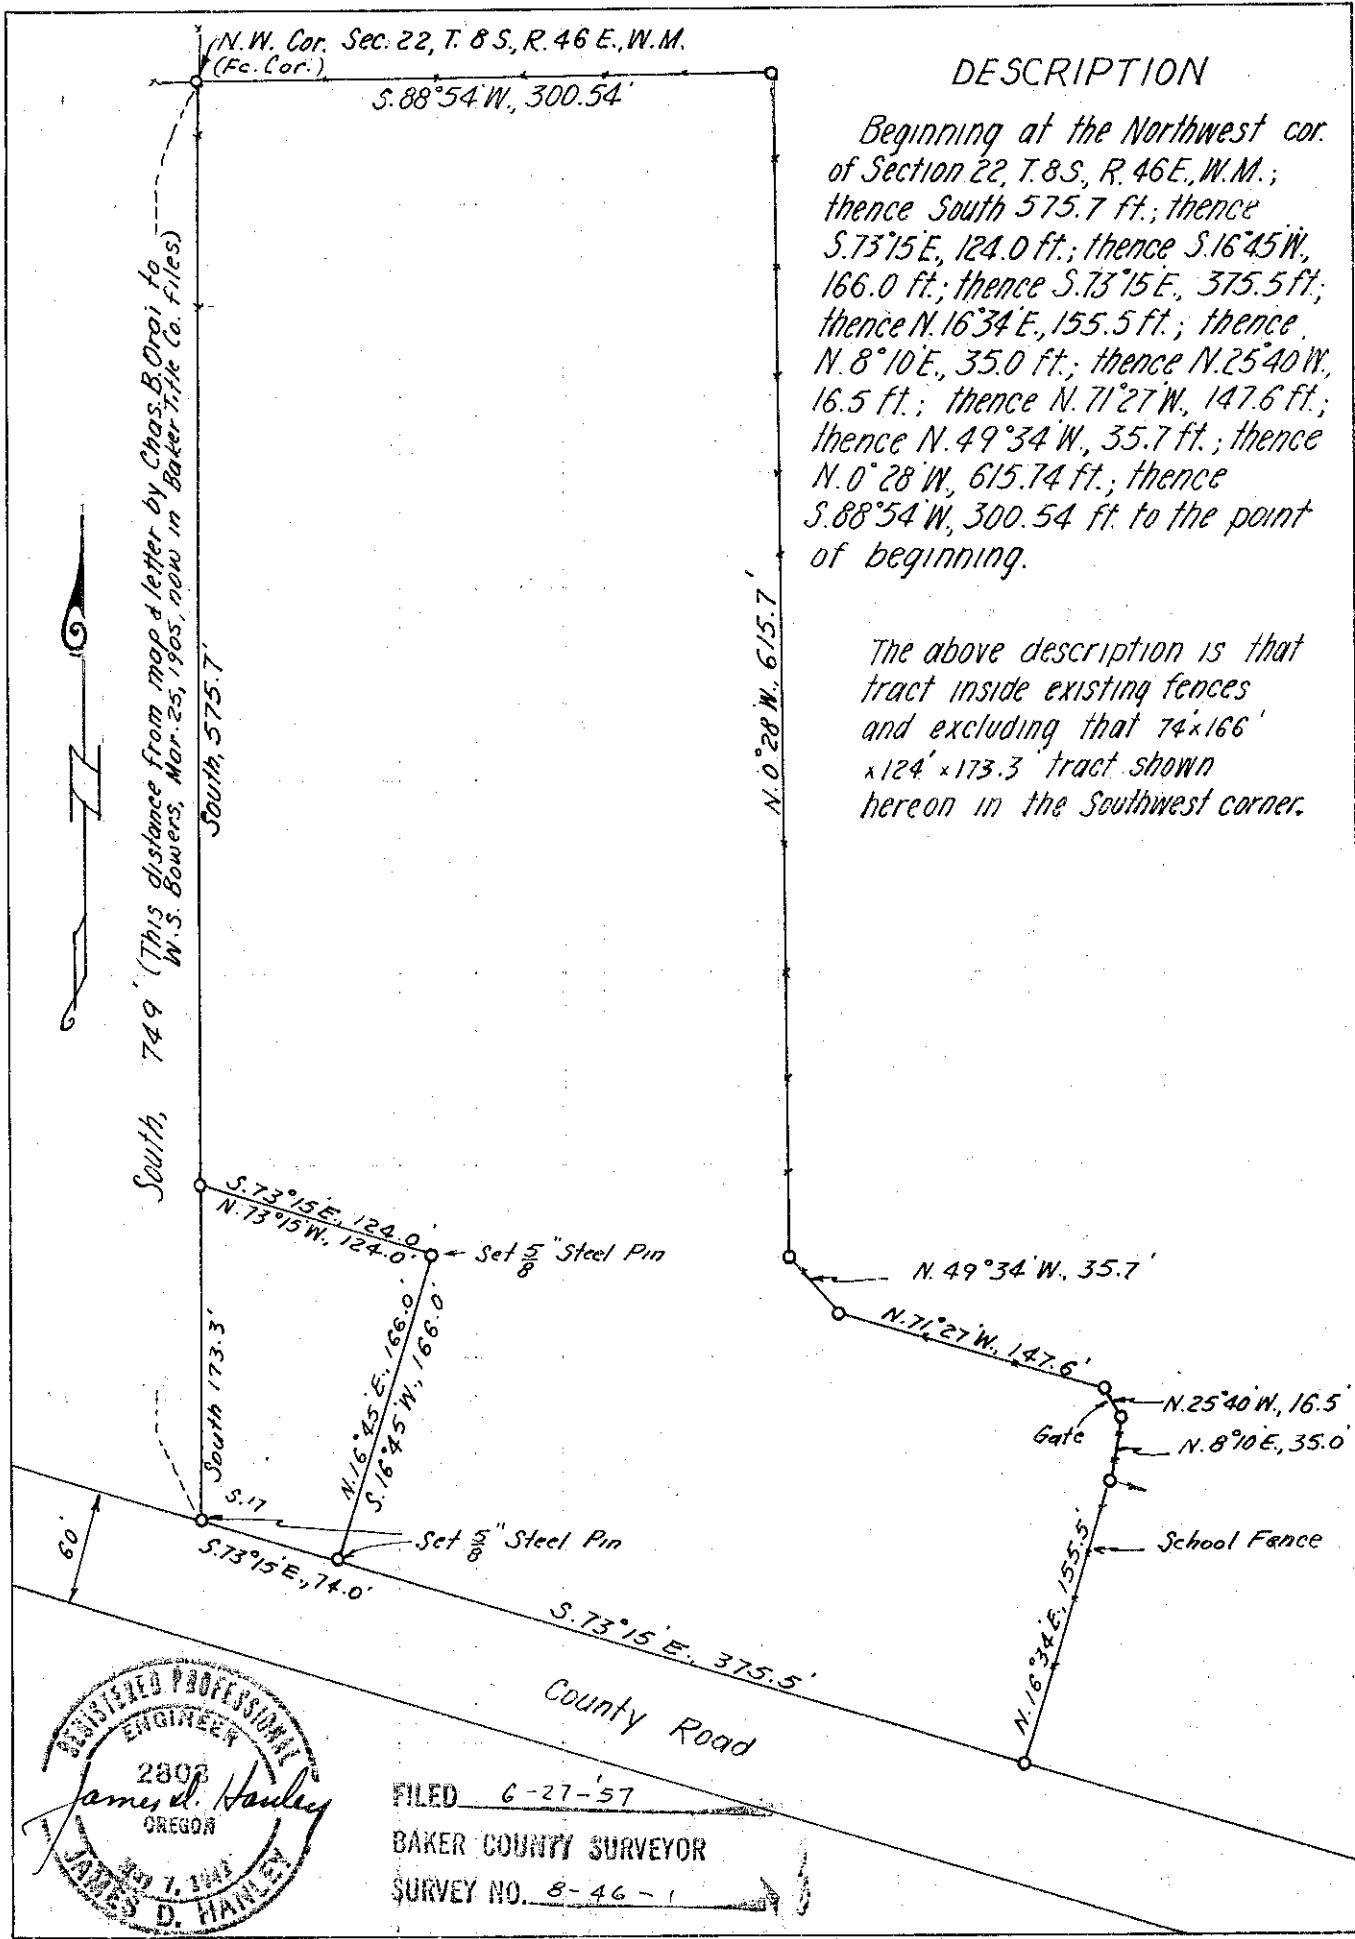 N.W. Cor. Sec. 22, T. 8 S., R. 46 E., W.M.
(Fc. Cor.)
S.88°54'W., 300.54'
DESCRIPTION
Beginning at the Northwest cor.
of Section 22, T.8S., R.46E., W.M.;
thence South 575.7 ft.; thence
S.73°15'E, 124.0 ft.; thence S.16°45'W.,
166.0 ft.; thence S.73°15'E., 375.5 ft;
thence N.16°34'E., 155.5 ft.; thence
N.8°10'E., 35.0 ft.; thence N.25°40'W.,
16.5 ft.; thence N.71°27'W., 147.6 ft.;
thence N.49°34'W., 35.7 ft.; thence
N.0°28'W., 615.74 ft.; thence
S.88°54'W., 300.54 ft. to the point
of beginning.
The above description is that
tract inside existing fences
and excluding that 74'x166'
x124' x173.3' tract shown
hereon in the Southwest corner.
South, 749' (This distance from map & letter by Chas. B. to
W.S. Bowers, Mar. 25, 1905, now in Baker Title Co. files)
South, 575.7'
N.0°28'W., 615.7'
S.73°15'E., 124.0'
N.73°15'W., 124.0'
Set 5/8" Steel Pin
N.16°45'E., 166.0'
S.16°45'W., 166.0'
South 173.3'
S.17
Set 5/8" Steel Pin
S.73°15'E., 74.0'
60'
N.49°34'W., 35.7'
N.71°27'W., 147.6'
N.25°40'W., 16.5'
Gate
N.8°10'E., 35.0'
School Fence
N.16°34'E., 155.5'
S.73°15'E., 375.5'
County Road
REGISTERED PROFESSIONAL
ENGINEER
James D. Hanley
OREGON
JAMES D. HANLEY
FILED 6-27-'57
BAKER COUNTY SURVEYOR
SURVEY NO. 8-46-1